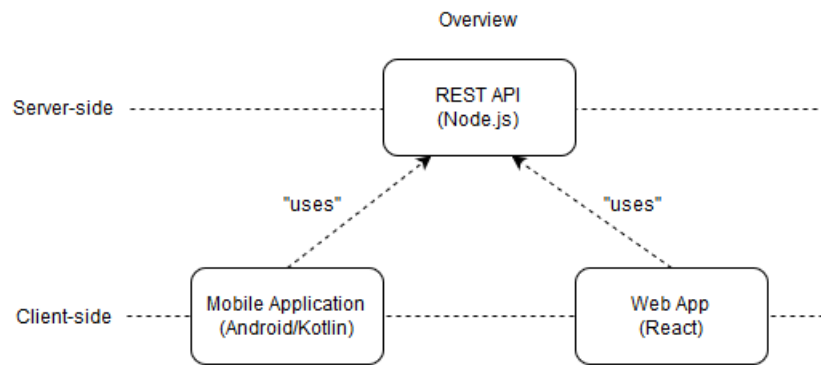 Overview
Server-side
REST API
(Node.js)
"uses"
"uses"
Client-side
Mobile Application
(Android/Kotlin)
Web App
(React)